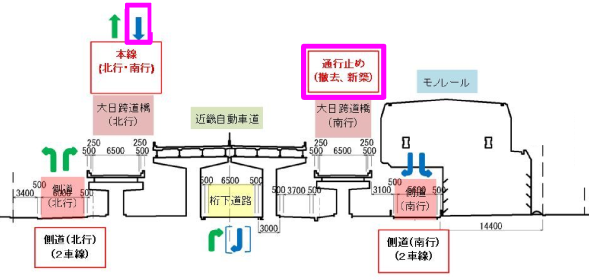 本線
{北行・南行}
通行止め
(撤去、新築)
モノレール
大日跨道橋
(北行)
近畿自動車道
大日跨道橋
(南行)
250
250
500
6500
500
250
250
500
6500
500
500
500
3400
側道
(北行)
500
6500
500
3700
500
桁下道路
3000
500
500
3100
側道
(南行)
14400
側道(北行)
(2車線)
側道(南行)
(2車線)